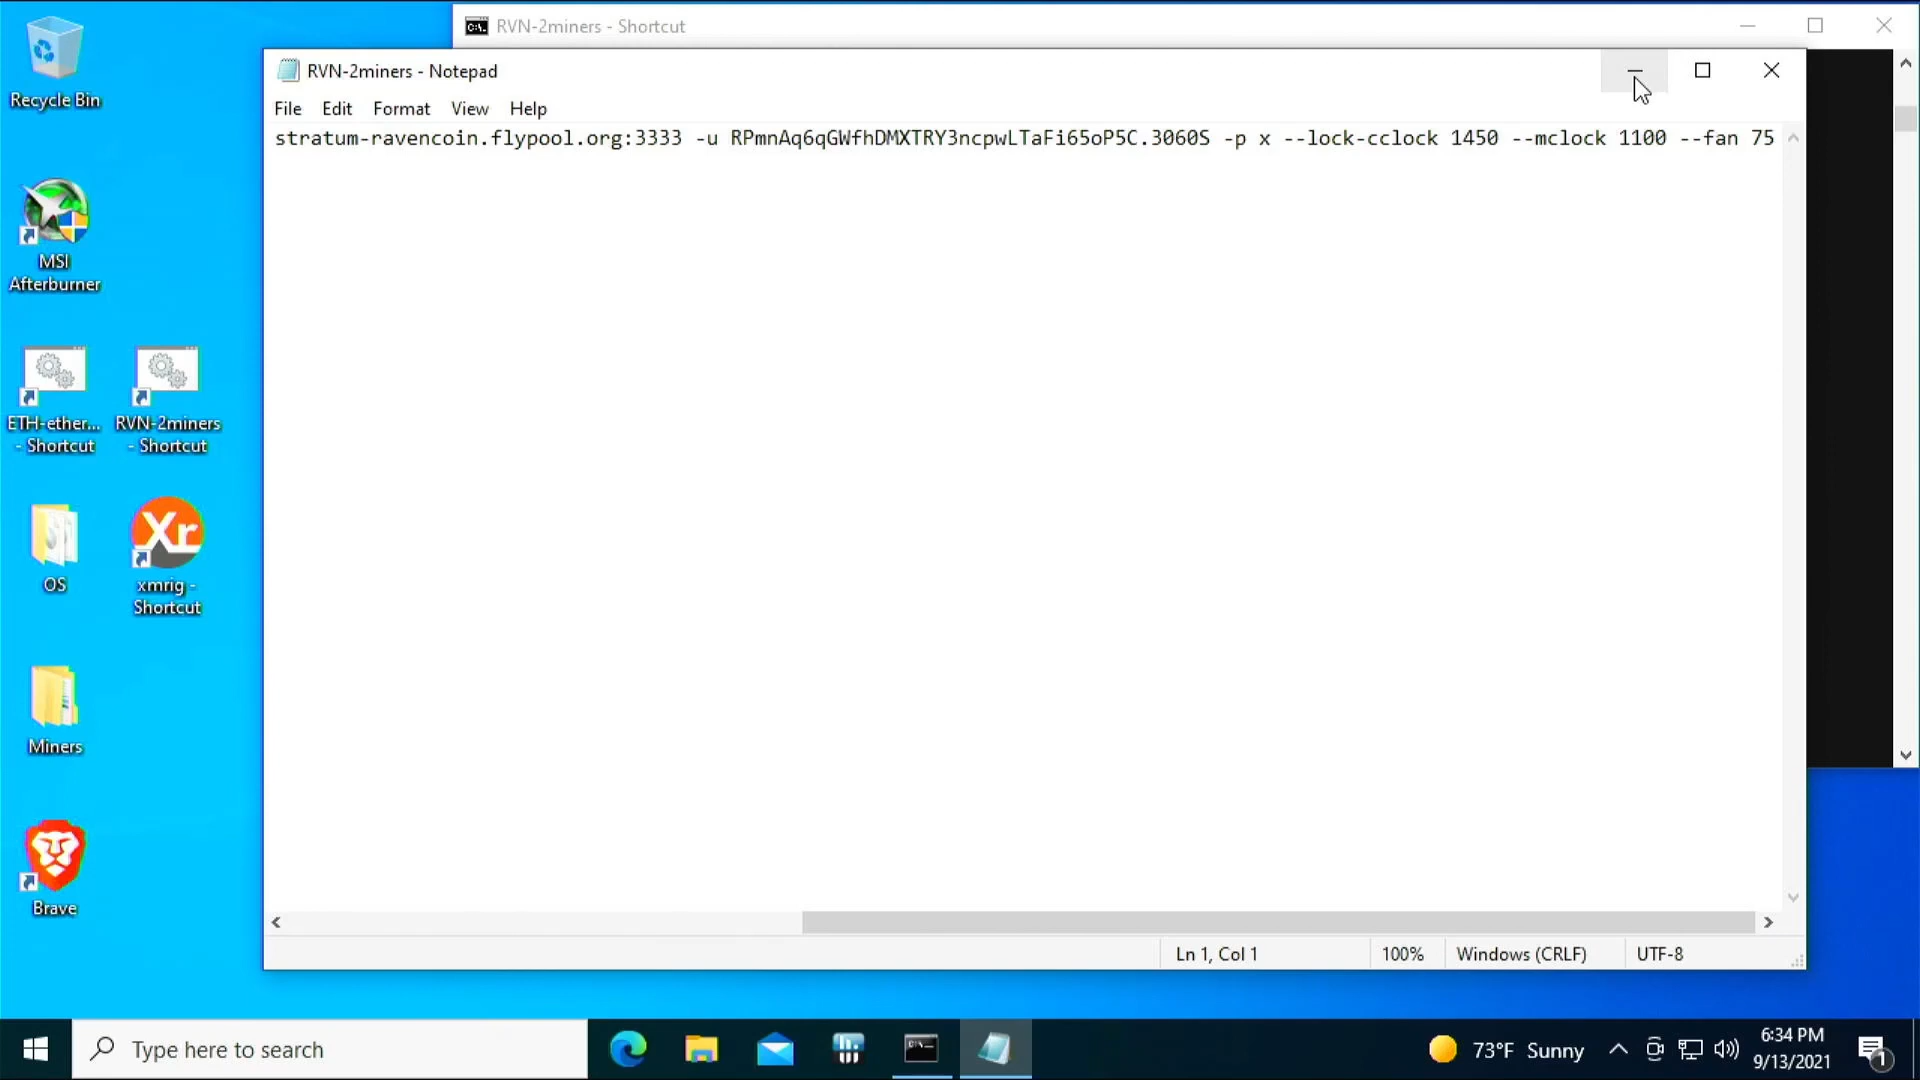 RVN-2miners - Shortcut
RVN-2miners - Notepad
File Edit Format View Help
stratum-ravencoin.flypool.org:3333 -u RPmnAq6qGWfhDMXTRY3ncpwLTaFi65oP5C.3060S -p x --lock-cclock 1450 --mclock 1100 --fan 75
Recycle Bin
MSI
Afterburner
ETH-ether...
- Shortcut
RVN-2miners
- Shortcut
OS
Xr
xmrig -
Shortcut
Miners
Brave
Ln 1, Col 1 100% Windows (CRLF) UTF-8
Type here to search
73°F Sunny
6:34 PM
9/13/2021
1